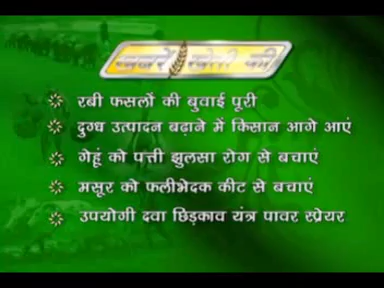 खबरें खेती की
रबी फसलों की बुवाई पूरी
दुग्ध उत्पादन बढ़ाने में किसान आगे आएं
गेहूं को पत्ती झुलसा रोग से बचाएं
मसूर को फलीभेदक कीट से बचाएं
उपयोगी दवा छिड़काव यंत्र पावर स्प्रेयर